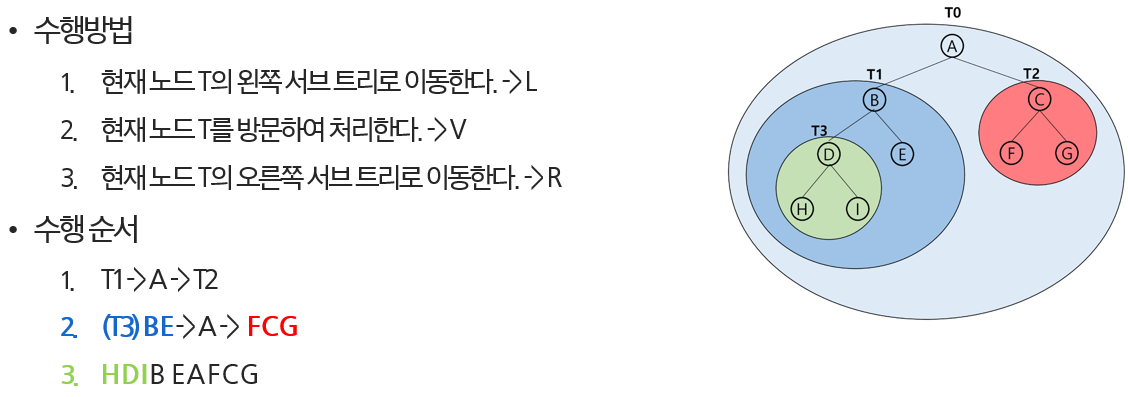 • 수행방법
1. 현재 노드 T의 왼쪽 서브 트리로 이동한다. -> L
2. 현재 노드 T를 방문하여 처리한다. -> V
3. 현재 노드 T의 오른쪽 서브 트리로 이동한다. -> R
• 수행 순서
1. T1 -> A -> T2
2. (T3) BE -> A -> FCG
3. HDIB EAFCG
T0
A
T1
T2
B
C
T3
D
E
F
G
H
I